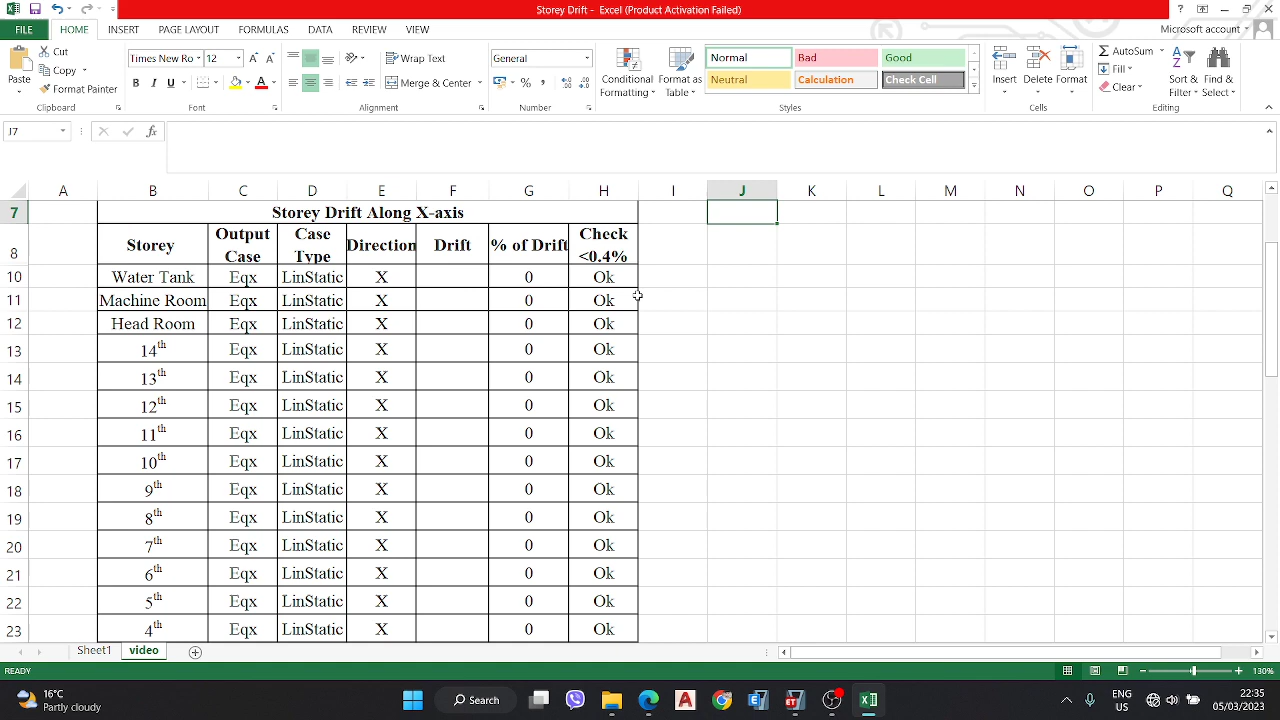 Storey Drift - Excel (Product Activation Failed)
FILE HOME INSERT PAGE LAYOUT FORMULAS DATA REVIEW VIEW Microsoft account
Paste Cut Copy Format Painter Clipboard
Times New Ro 12 B I U A Font
Wrap Text Merge & Center Alignment
General % Number
Conditional Formatting Format as Table
Normal Bad Good
Neutral Calculation Check Cell
Styles
Insert Delete Format Cells
AutoSum Fill Clear Sort & Filter Find & Select Editing
J7 fx
A B C D E F G H I J K L M N O P Q
7 Storey Drift Along X-axis
8 Storey Output Case Case Type Direction Drift % of Drift Check <0.4%
10 Water Tank Eqx LinStatic X 0 Ok
11 Machine Room Eqx LinStatic X 0 Ok
12 Head Room Eqx LinStatic X 0 Ok
13 14th Eqx LinStatic X 0 Ok
14 13th Eqx LinStatic X 0 Ok
15 12th Eqx LinStatic X 0 Ok
16 11th Eqx LinStatic X 0 Ok
17 10th Eqx LinStatic X 0 Ok
18 9th Eqx LinStatic X 0 Ok
19 8th Eqx LinStatic X 0 Ok
20 7th Eqx LinStatic X 0 Ok
21 6th Eqx LinStatic X 0 Ok
22 5th Eqx LinStatic X 0 Ok
23 4th Eqx LinStatic X 0 Ok
Sheet1 video
READY 130%
16°C
Partly cloudy
Search
ENG
US
22:35
05/03/2023